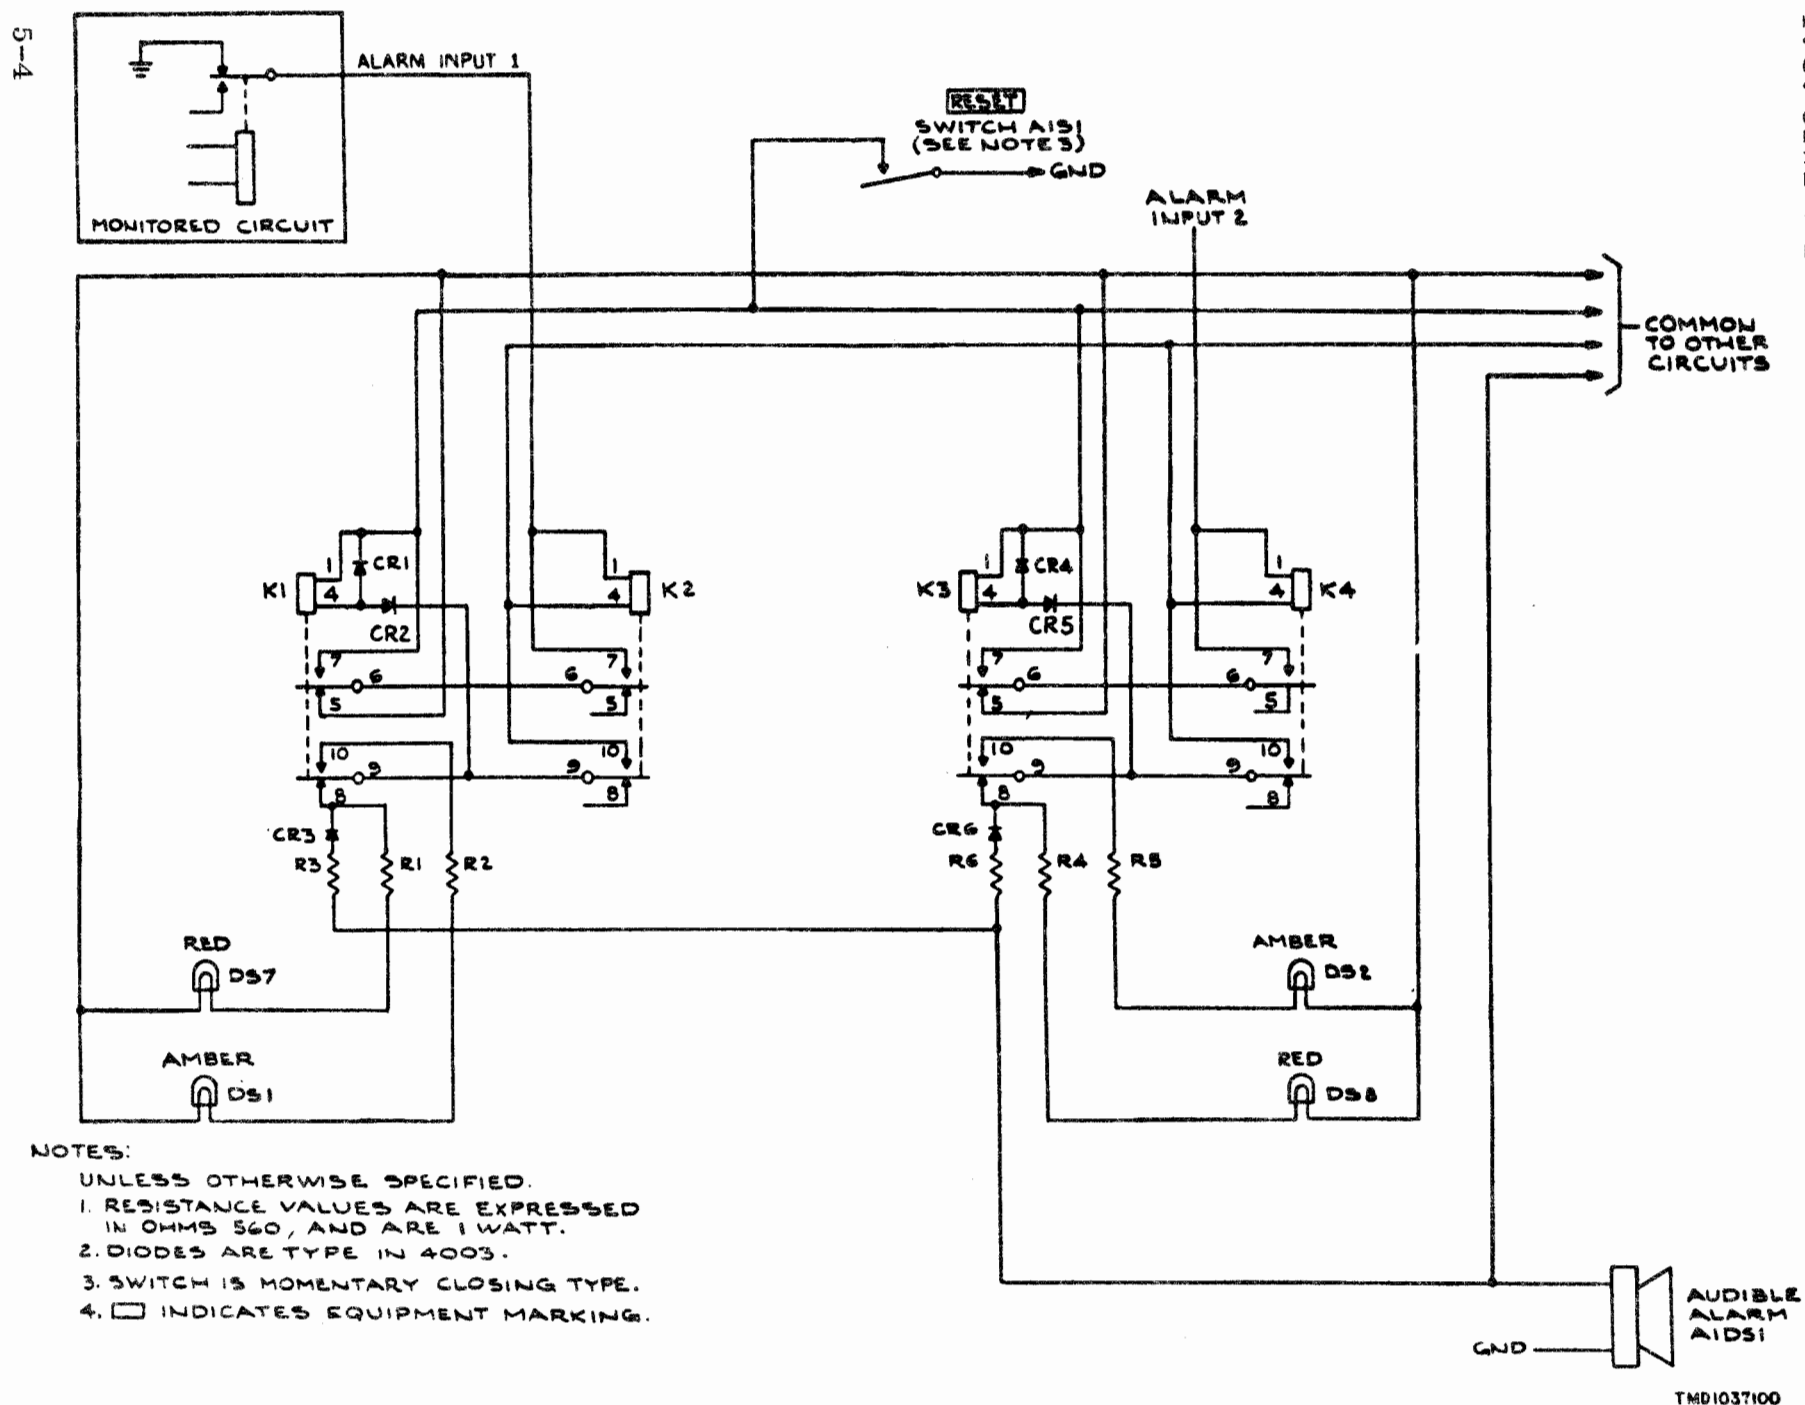 5-4
ALARM INPUT 1
MONITORED CIRCUIT
RESET
SWITCH A1S1
(SEE NOTE 3)
GND
ALARM
INPUT 2
COMMON
TO OTHER
CIRCUITS
K1
1
4
CR1
CR2
7
6
5
10
9
8
CR3
R3
R1
R2
1
4
K2
6
7
5
10
9
8
K3
1
4
CR4
CR5
7
6
5
10
9
8
CR6
R6
R4
R5
1
4
K4
6
7
5
10
9
8
RED
DS7
AMBER
DS1
AMBER
DS2
RED
DS8
NOTES:
UNLESS OTHERWISE SPECIFIED.
1. RESISTANCE VALUES ARE EXPRESSED
IN OHMS 560, AND ARE 1 WATT.
2. DIODES ARE TYPE IN 4003.
3. SWITCH IS MOMENTARY CLOSING TYPE.
4. INDICATES EQUIPMENT MARKING.
AUDIBLE
ALARM
A1DS1
GND
TMD1037100